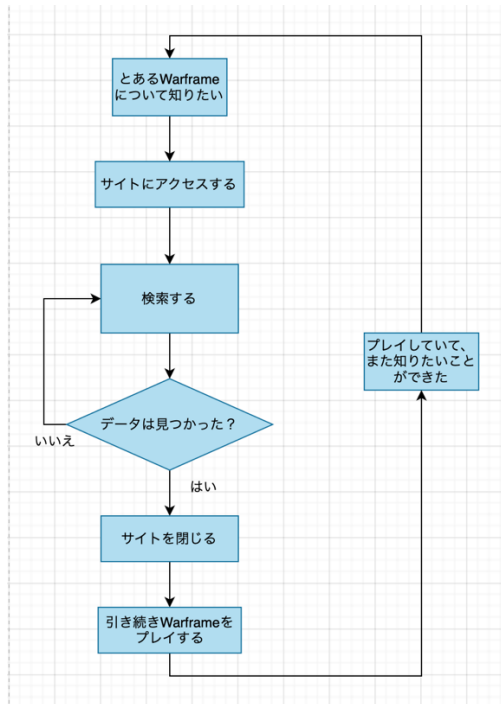 とあるWarframe
について知りたい
サイトにアクセスする
検索する
プレイしていて、
また知りたいこと
ができた
データは見つかった？
いいえ
はい
サイトを閉じる
引き続きWarframeを
プレイする